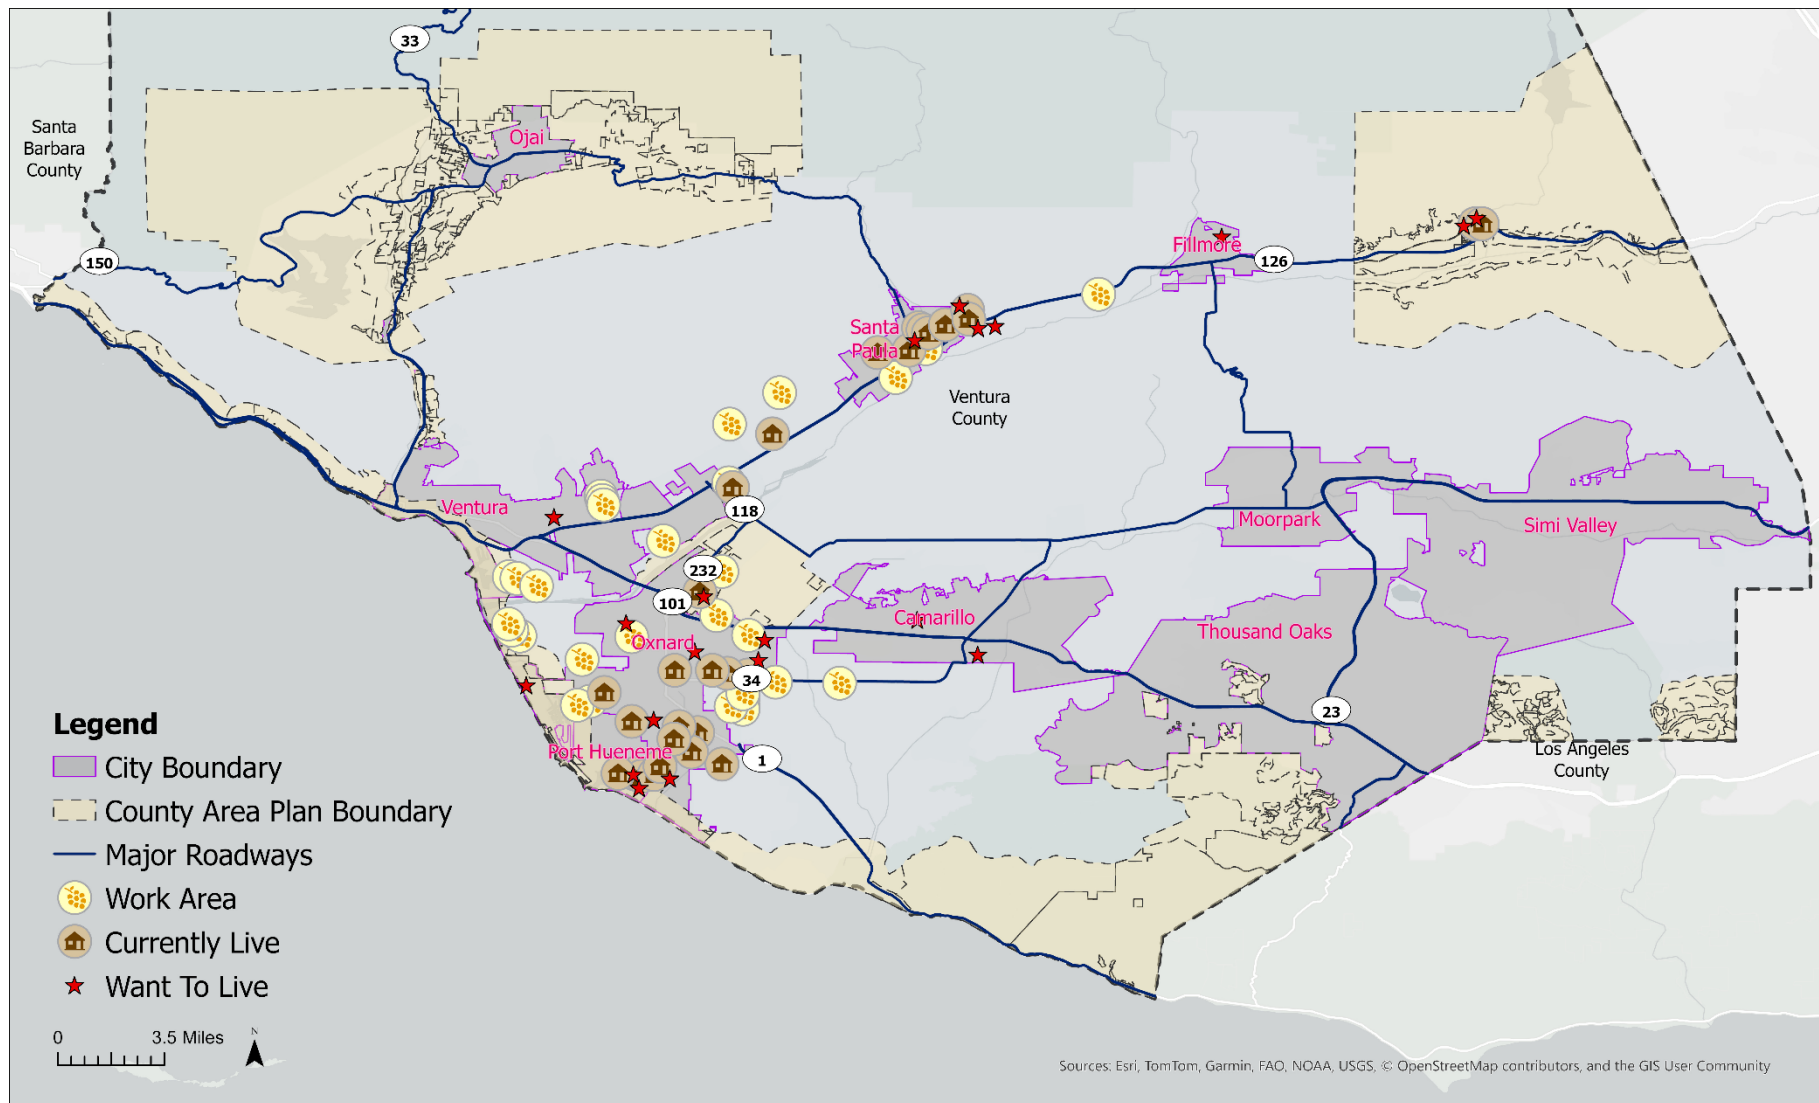 33
Santa
Barbara
County
Ojai
150
Fillmore
126
Santa
Paula
Ventura
County
Ventura
118
Moorpark
Simi Valley
232
101
Camarillo
Oxnard
Thousand Oaks
34
23
Port Hueneme
1
Los Angeles
County
Legend
City Boundary
County Area Plan Boundary
Major Roadways
Work Area
Currently Live
Want To Live
0 3.5 Miles
N
Sources: Esri, TomTom, Garmin, FAO, NOAA, USGS, © OpenStreetMap contributors, and the GIS User Community